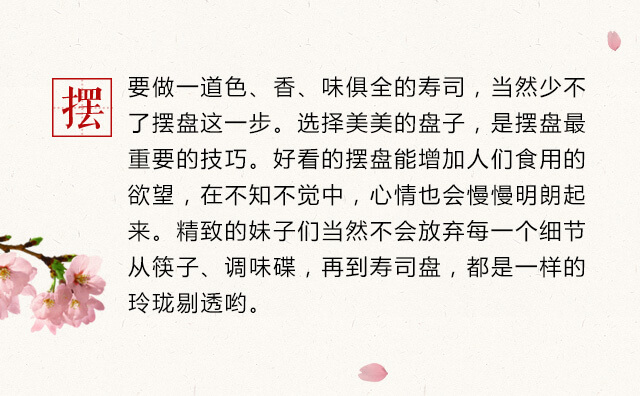 摆
要做一道色、香、味俱全的寿司，当然少不
了摆盘这一步。选择美美的盘子，是摆盘最
重要的技巧。好看的摆盘能增加人们食用的
欲望，在不知不觉中，心情也会慢慢明朗起
来。精致的妹子们当然不会放弃每一个细节
从筷子、调味碟，再到寿司盘，都是一样的
玲珑剔透哟。